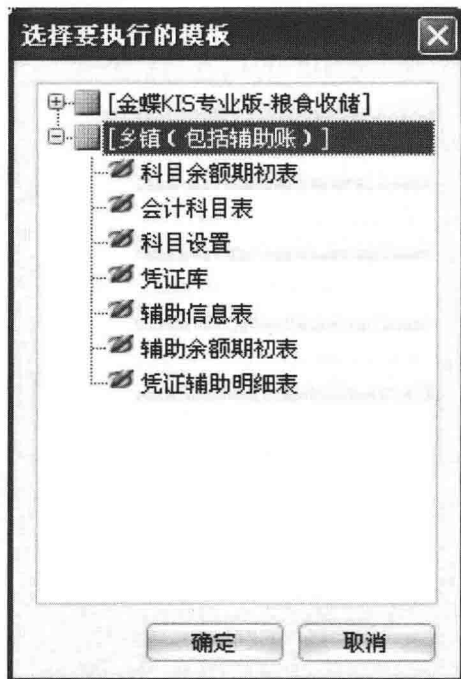 选择要执行的模板
[金蝶KIS专业版-粮食收储]
[乡镇（包括辅助账）]
科目余额期初表
会计科目表
科目设置
凭证库
辅助信息表
辅助余额期初表
凭证辅助明细表
确定 取消